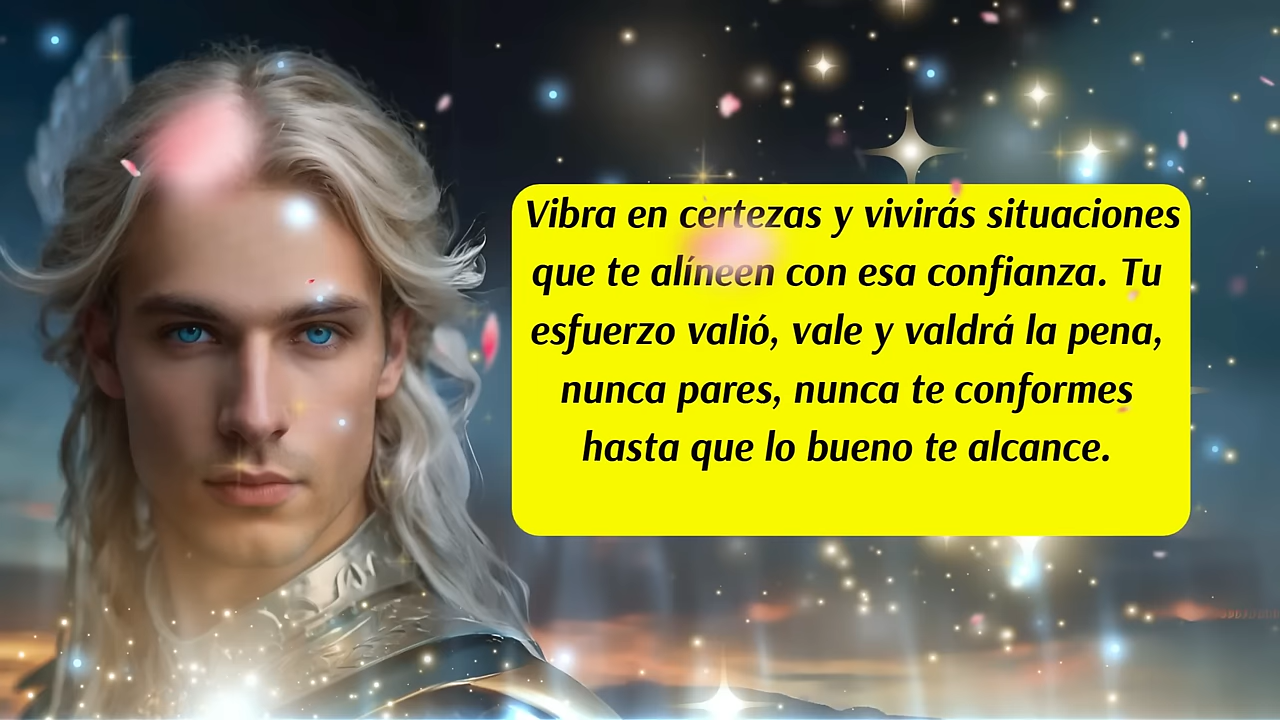 Vibra en certezas y vivirás situaciones
que te alíneen con esa confianza. Tu
esfuerzo valió, vale y valdrá la pena,
nunca pares, nunca te conformes
hasta que lo bueno te alcance.